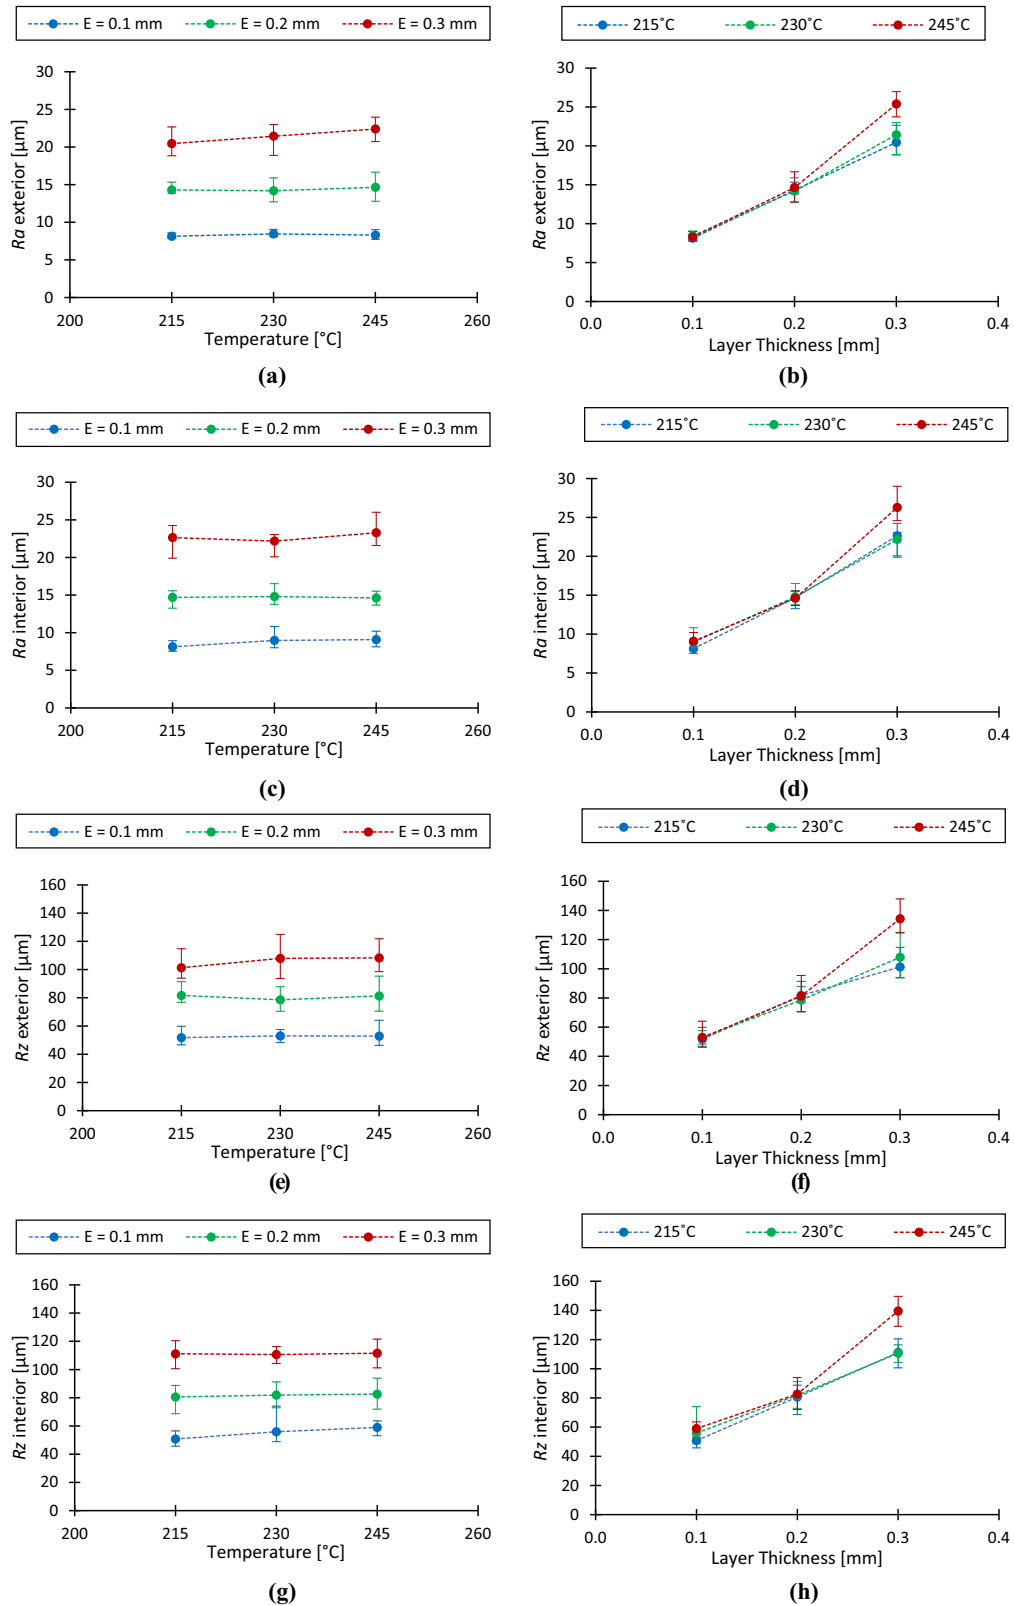 E = 0.1 mm E = 0.2 mm E = 0.3 mm
30
25
20
15
10
5
0
Ra exterior [µm]
200 215 230 245 260
Temperature [°C]
(a)
215˚C 230˚C 245˚C
30
25
20
15
10
5
0
Ra exterior [µm]
0.0 0.1 0.2 0.3 0.4
Layer Thickness [mm]
(b)
E = 0.1 mm E = 0.2 mm E = 0.3 mm
30
25
20
15
10
5
0
Ra interior [µm]
200 215 230 245 260
Temperature [°C]
(c)
215˚C 230˚C 245˚C
30
25
20
15
10
5
0
Ra interior [µm]
0.0 0.1 0.2 0.3 0.4
Layer Thickness [mm]
(d)
E = 0.1 mm E = 0.2 mm E = 0.3 mm
160
140
120
100
80
60
40
20
0
Rz exterior [µm]
200 215 230 245 260
Temperature [°C]
(e)
215˚C 230˚C 245˚C
160
140
120
100
80
60
40
20
0
Rz exterior [µm]
0.0 0.1 0.2 0.3 0.4
Layer Thickness [mm]
(f)
E = 0.1 mm E = 0.2 mm E = 0.3 mm
160
140
120
100
80
60
40
20
0
Rz interior [µm]
200 215 230 245 260
Temperature [°C]
(g)
215˚C 230˚C 245˚C
160
140
120
100
80
60
40
20
0
Rz interior [µm]
0.0 0.1 0.2 0.3 0.4
Layer Thickness [mm]
(h)